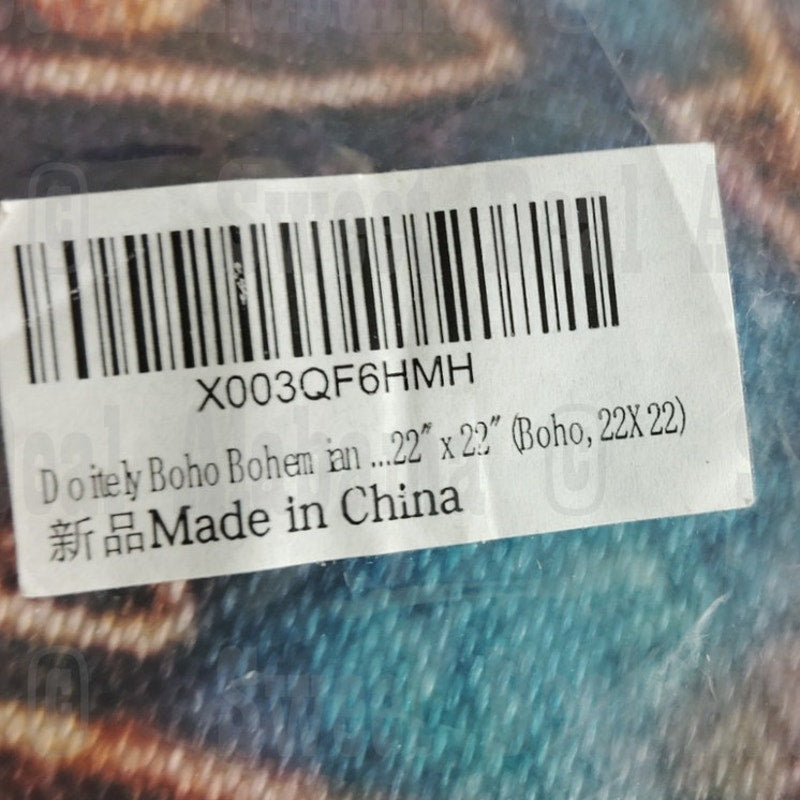 X003QF6HMH
Doitely Boho Bohemian ...22" x 22" (Boho, 22X22)
新品Made in China